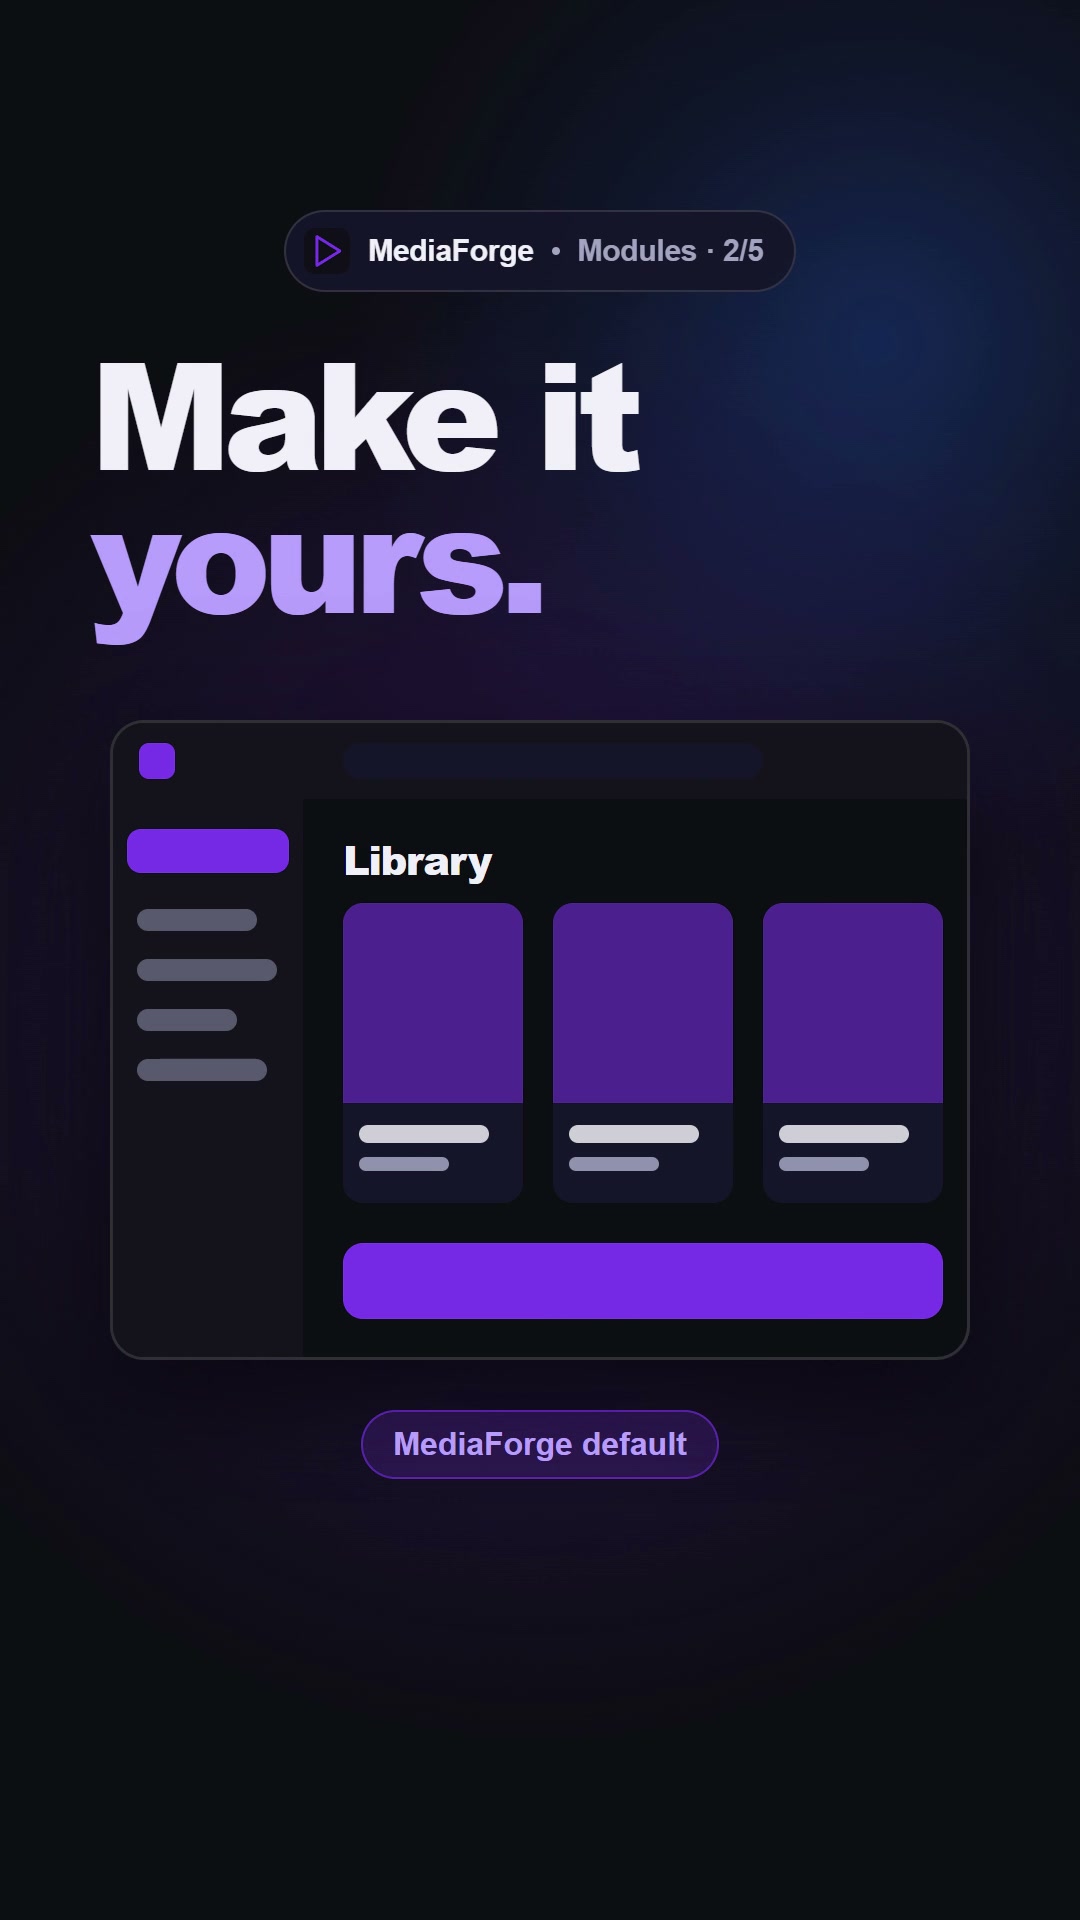 MediaForge • Modules · 2/5
Make it
yours.
Library
MediaForge default